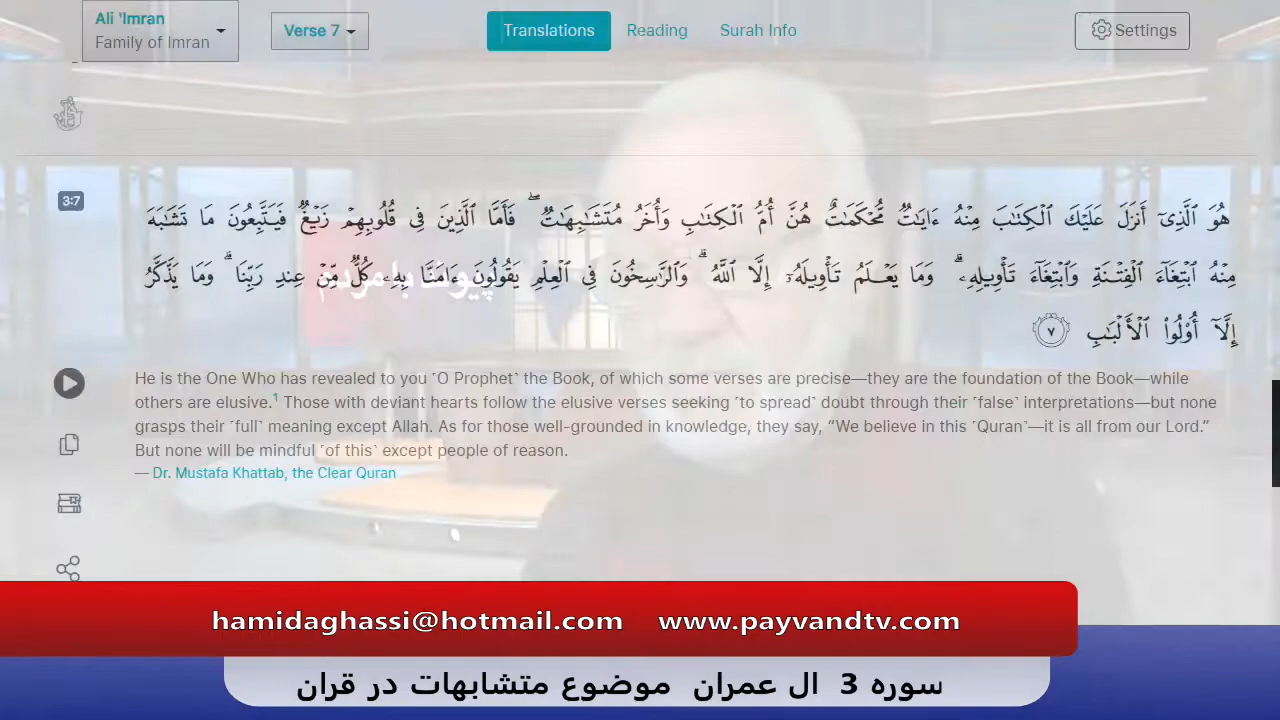 Ali 'Imran
Family of Imran
Verse 7
Translations
Reading
Surah Info
Settings
3:7
هُوَ ٱلَّذِىٓ أَنزَلَ عَلَيْكَ ٱلْكِتَـٰبَ مِنْهُ ءَايَـٰتٌ مُّحْكَمَـٰتٌ هُنَّ أُمُّ ٱلْكِتَـٰبِ وَأُخَرُ مُتَشَـٰبِهَـٰتٌ ۖ فَأَمَّا ٱلَّذِينَ فِى قُلُوبِهِمْ زَيْغٌ فَيَتَّبِعُونَ مَا تَشَـٰبَهَ
مِنْهُ ٱبْتِغَآءَ ٱلْفِتْنَةِ وَٱبْتِغَآءَ تَأْوِيلِهِۦ ۗ وَمَا يَعْلَمُ تَأْوِيلَهُۥٓ إِلَّا ٱللَّهُ ۗ وَٱلرَّٰسِخُونَ فِى ٱلْعِلْمِ يَقُولُونَ ءَامَنَّا بِهِۦ كُلٌّ مِّنْ عِندِ رَبِّنَا ۗ وَمَا يَذَّكَّرُ
إِلَّآ أُو۟لُوا۟ ٱلْأَلْبَـٰبِ ٧
پیوند با مردم
He is the One Who has revealed to you ˹O Prophet˺ the Book, of which some verses are precise—they are the foundation of the Book—while
others are elusive.1 Those with deviant hearts follow the elusive verses seeking ˹to spread˺ doubt through their ˹false˺ interpretations—but none
grasps their ˹full˺ meaning except Allah. As for those well-grounded in knowledge, they say, “We believe in this ˹Quran˺—it is all from our Lord.”
But none will be mindful ˹of this˺ except people of reason.
— Dr. Mustafa Khattab, the Clear Quran
hamidaghassi@hotmail.com www.payvandtv.com
سوره 3 ال عمران موضوع متشابهات در قران